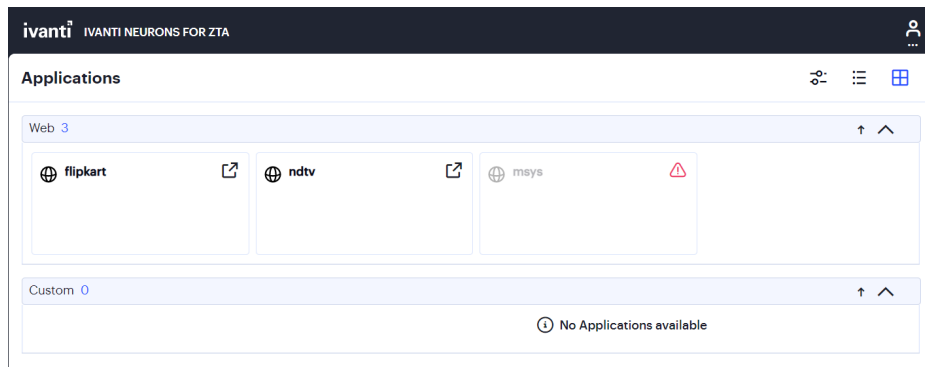 ivanti IVANTI NEURONS FOR ZTA
Applications
Web 3
flipkart
ndtv
msys
Custom 0
No Applications available